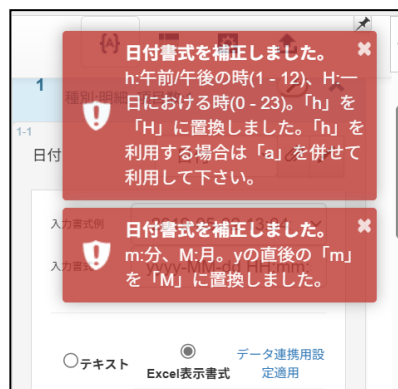 {A}
日付書式を補正しました。
h:午前/午後の時(1 - 12)、H:一
日における時(0 - 23)。「h」を
「H」に置換しました。「h」を
利用する場合は「a」を併せて
利用して下さい。
1
種別:明細
1-1
日付
日付書式を補正しました。
m:分、M:月。yの直後の「m」
を「M」に置換しました。
入力書式例
入力書式
yyyy-MM-dd HH:mm:
テキスト
Excel表示書式
データ連携用設
定適用